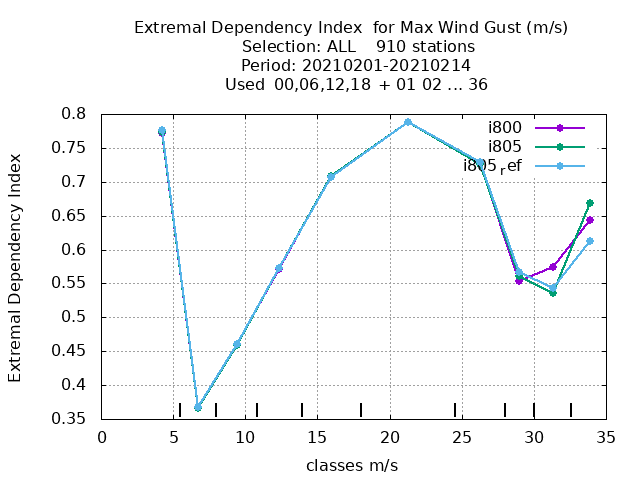 Extremal Dependency Index  for Max Wind Gust (m/s)
Selection: ALL    910 stations
Period: 20210201-20210214
Used  00,06,12,18  + 01 02 ... 36
0.8
0.75
0.7
0.65
0.6
0.55
0.5
0.45
0.4
0.35
Extremal Dependency Index
i800
i805
i805ref
0 5 10 15 20 25 30 35
classes m/s